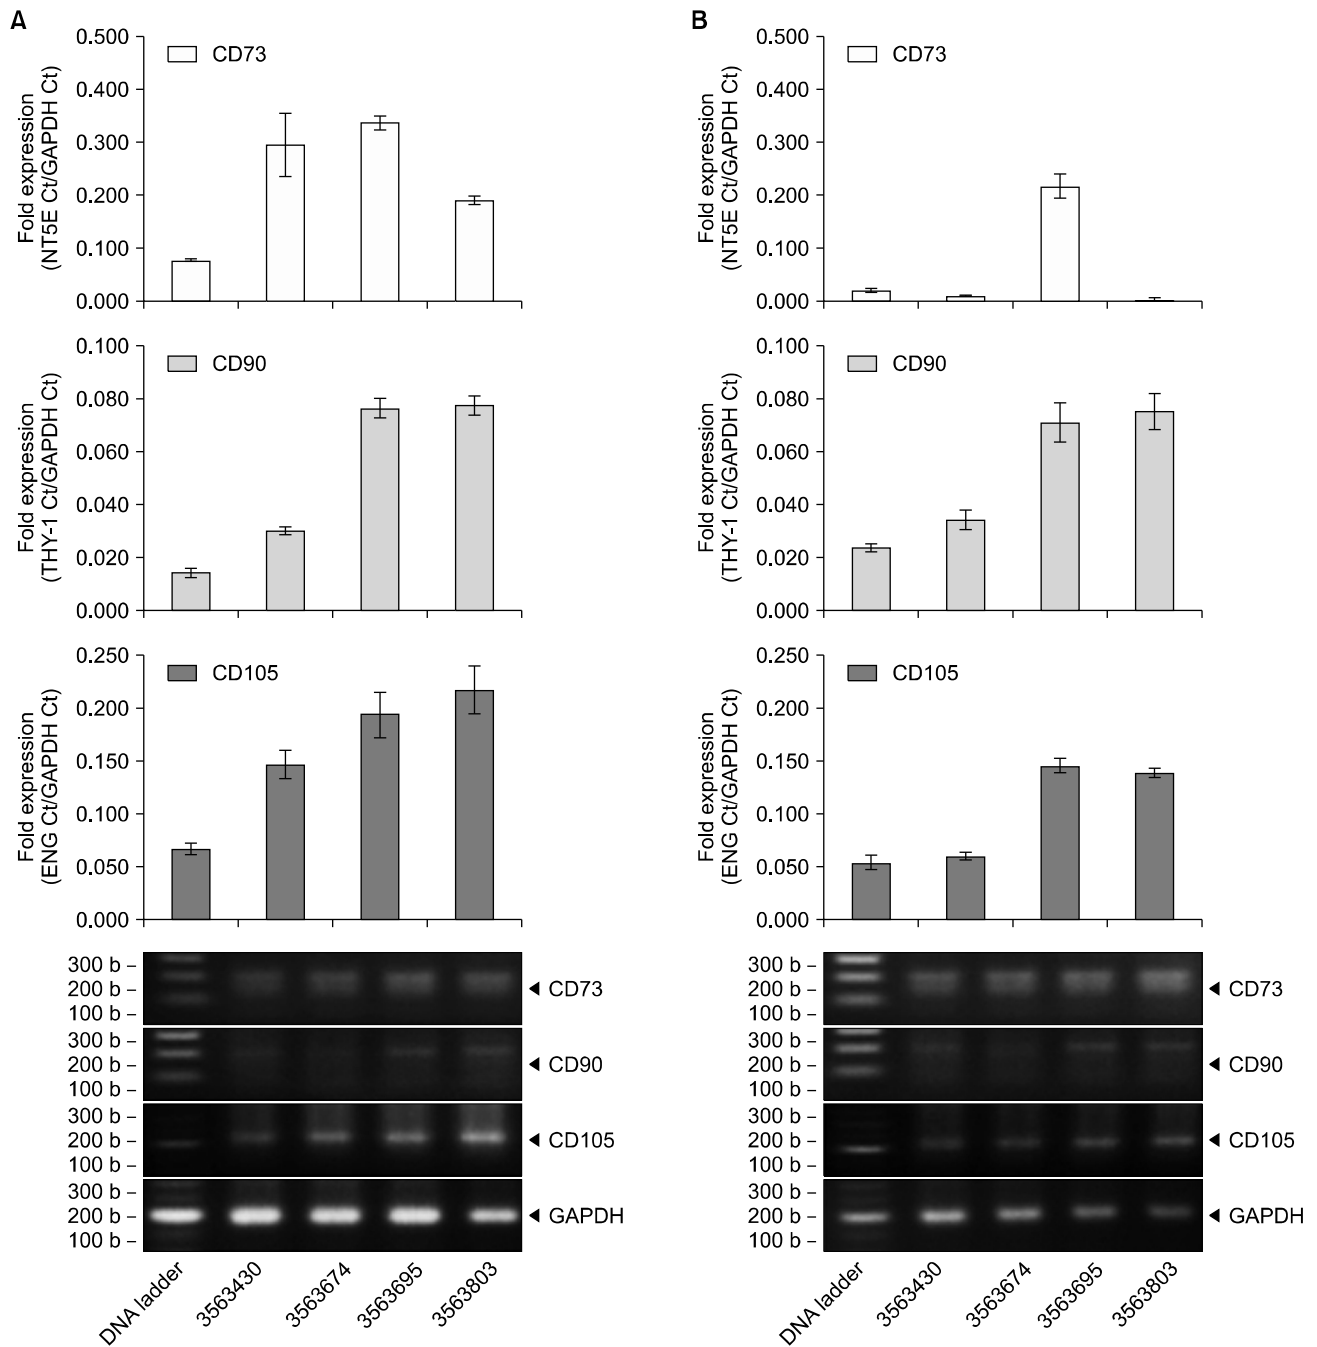 A
0.500
0.400
0.300
0.200
0.100
0.000
Fold expression
(NT5E Ct/GAPDH Ct)
CD73
0.100
0.080
0.060
0.040
0.020
0.000
Fold expression
(THY-1 Ct/GAPDH Ct)
CD90
0.250
0.200
0.150
0.100
0.050
0.000
Fold expression
(ENG Ct/GAPDH Ct)
CD105
300 b
200 b
100 b
CD73
300 b
200 b
100 b
CD90
300 b
200 b
100 b
CD105
300 b
200 b
100 b
GAPDH
DNA ladder
3563430
3563674
3563695
3563803
B
0.500
0.400
0.300
0.200
0.100
0.000
Fold expression
(NT5E Ct/GAPDH Ct)
CD73
0.100
0.080
0.060
0.040
0.020
0.000
Fold expression
(THY-1 Ct/GAPDH Ct)
CD90
0.250
0.200
0.150
0.100
0.050
0.000
Fold expression
(ENG Ct/GAPDH Ct)
CD105
300 b
200 b
100 b
CD73
300 b
200 b
100 b
CD90
300 b
200 b
100 b
CD105
300 b
200 b
100 b
GAPDH
DNA ladder
3563430
3563674
3563695
3563803